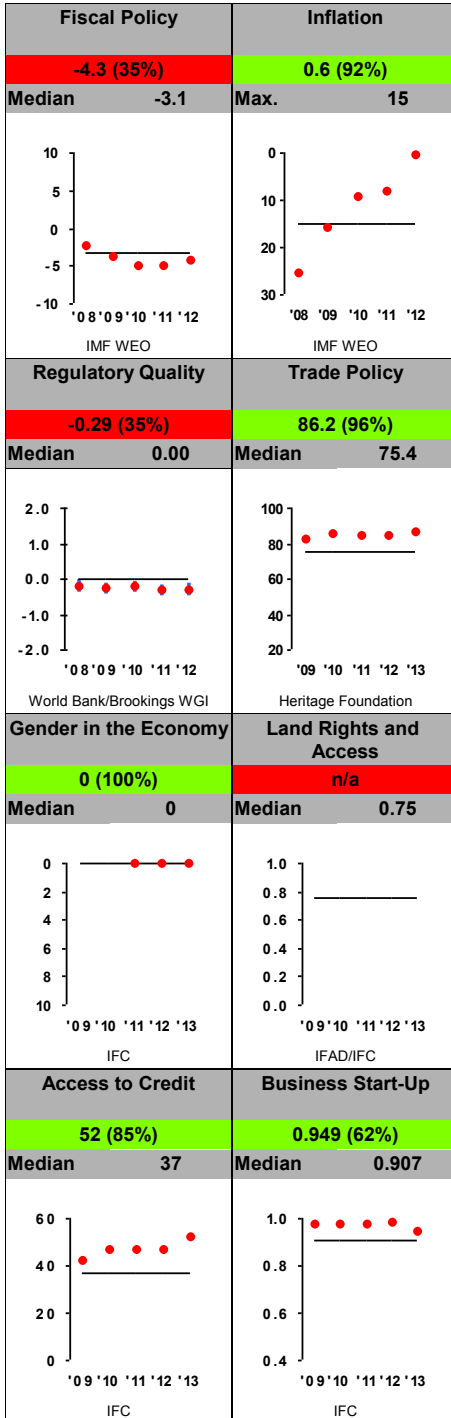 Fiscal Policy
-4.3 (35%)
Median -3.1
10
5
0
-5
-10
'08 '09 '10 '11 '12
IMF WEO
Inflation
0.6 (92%)
Max. 15
0
10
20
30
'08 '09 '10 '11 '12
IMF WEO
Regulatory Quality
-0.29 (35%)
Median 0.00
2.0
1.0
0.0
-1.0
-2.0
'08 '09 '10 '11 '12
World Bank/Brookings WGI
Trade Policy
86.2 (96%)
Median 75.4
100
80
60
40
20
'09 '10 '11 '12 '13
Heritage Foundation
Gender in the Economy
0 (100%)
Median 0
0
2
4
6
8
10
'09 '10 '11 '12 '13
IFC
Land Rights and
Access
n/a
Median 0.75
1.0
0.8
0.6
0.4
0.2
0.0
'09 '10 '11 '12 '13
IFAD/IFC
Access to Credit
52 (85%)
Median 37
60
40
20
0
'09 '10 '11 '12 '13
IFC
Business Start-Up
0.949 (62%)
Median 0.907
1.0
0.8
0.6
0.4
'09 '10 '11 '12 '13
IFC